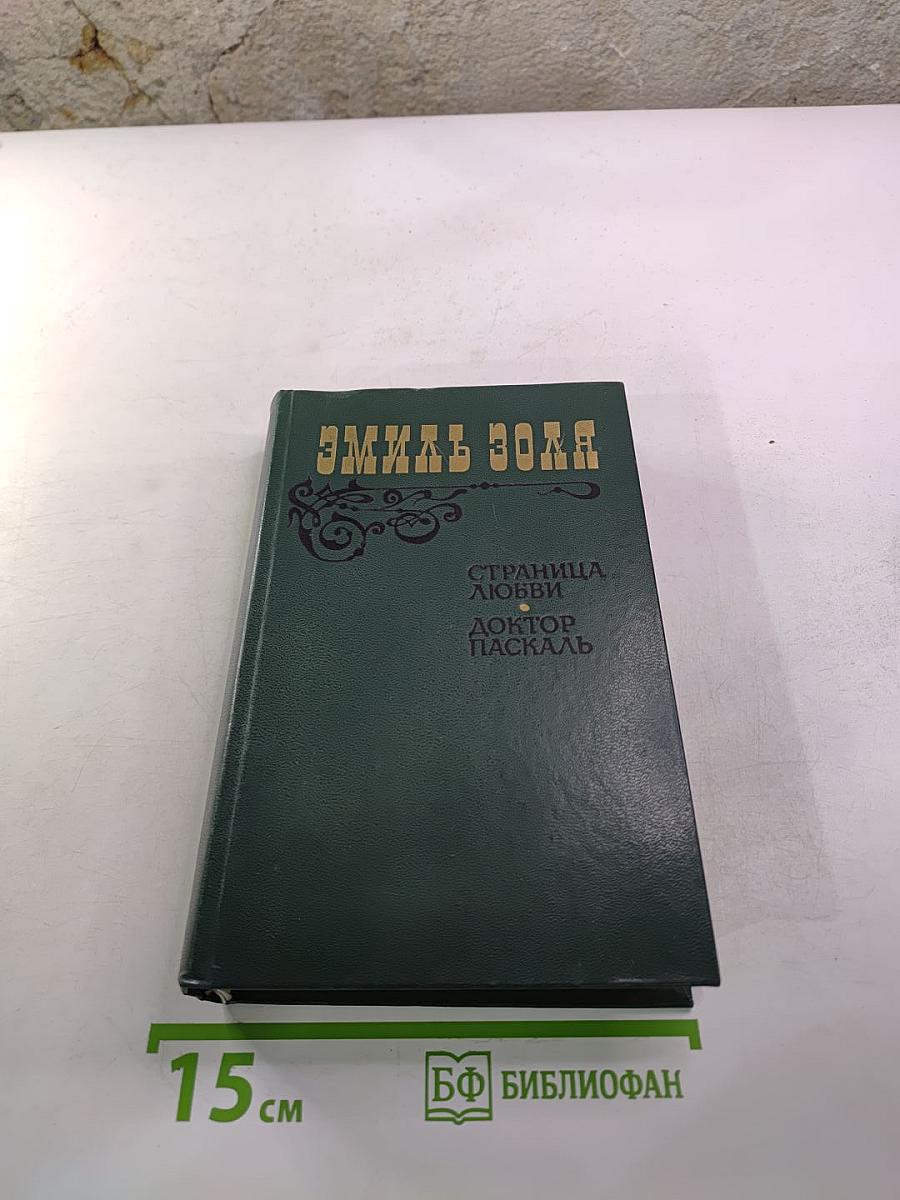 ЭМИЛЬ ЗОЛЯ
СТРАНИЦА
ЛЮБВИ
ДОКТОР
ПАСКАЛЬ
15 см
БФ БИБЛИОФАН